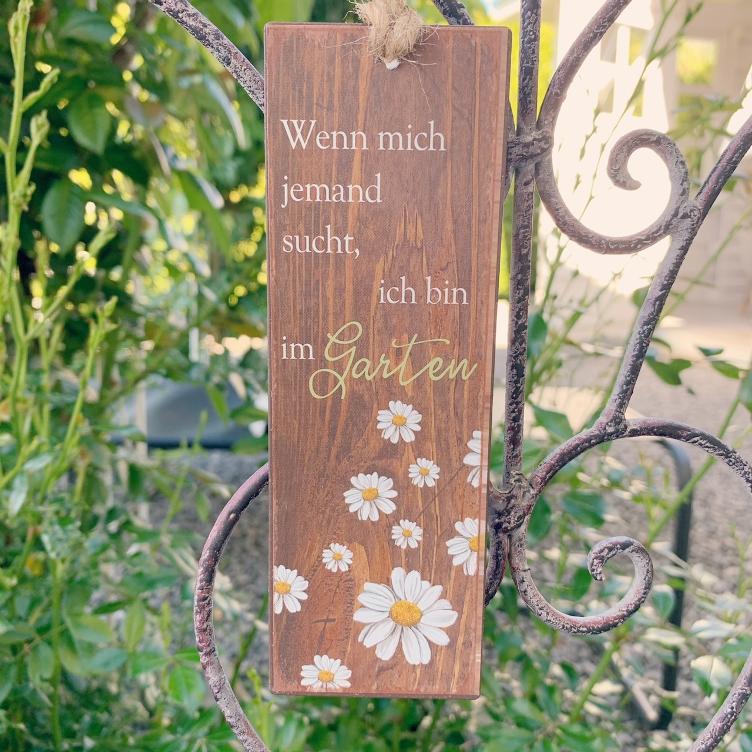 Wenn mich
jemand
sucht,
ich bin
im Garten